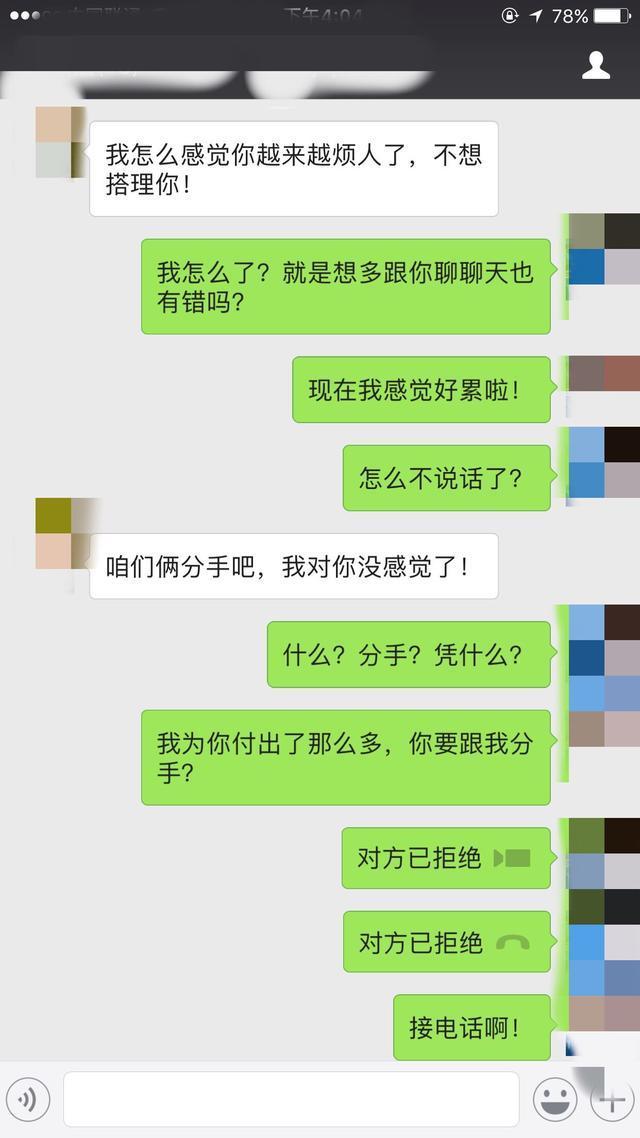 下午4:04
78%
我怎么感觉你越来越烦人了，不想
搭理你！
我怎么了？就是想多跟你聊聊天也
有错吗？
现在我感觉好累啦！
怎么不说话了？
咱们俩分手吧，我对你没感觉了！
什么？分手？凭什么？
我为你付出了那么多，你要跟我分
手？
对方已拒绝
对方已拒绝
接电话啊！